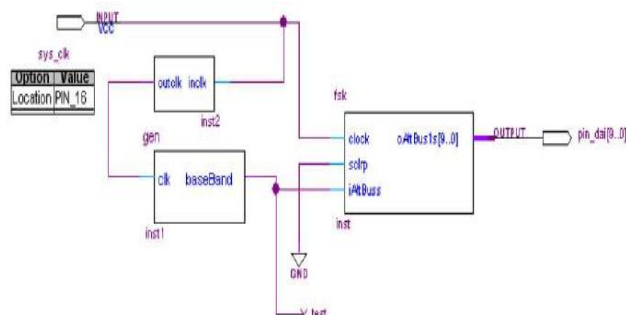 INPUT
VCC
sys_clk
Option Value
Location PIN_16
outclk inclk
inst2
gen
clk baseBand
inst1
fsk
clock oAltBus1s[9..0]
sclrp
iAltBuss
inst
OUTPUT
pin_dai[9..0]
GND
test